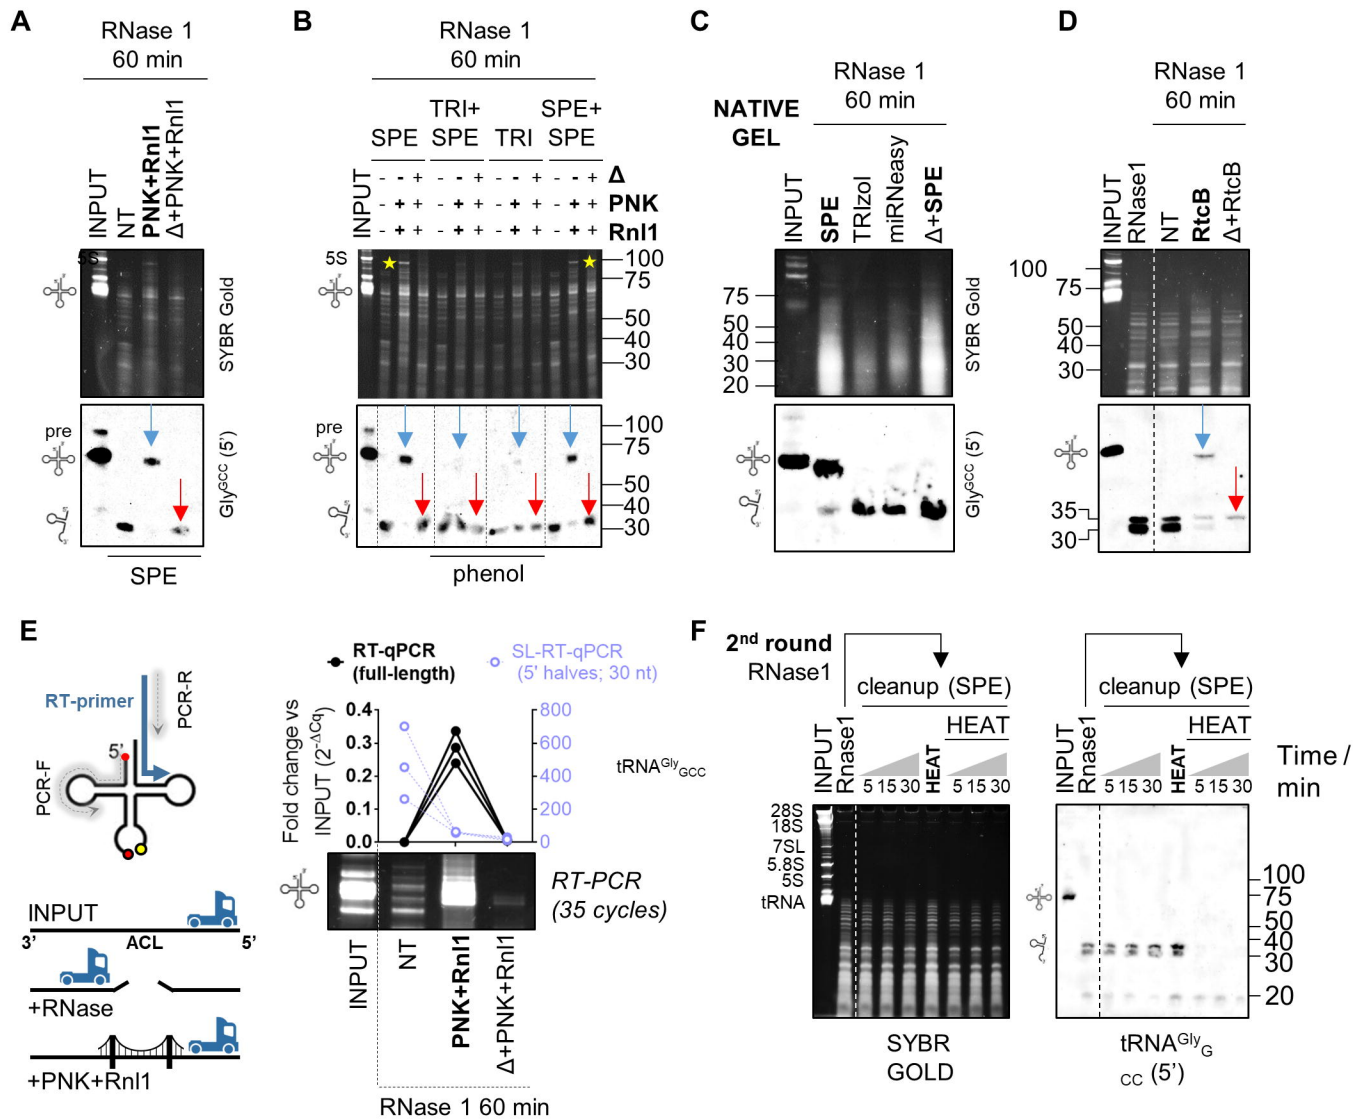 A
RNase 1
60 min
INPUT
NT
PNK+Rnl1
Δ+PNK+Rnl1
5S
SYBR Gold
pre
Gly^GCC (5’)
SPE
B
RNase 1
60 min
SPE
TRI+
SPE
TRI
SPE+
SPE
INPUT
- - + - - + - - + - - + Δ
- + + - + + - + + - + + PNK
- + + - + + - + + - + + Rnl1
5S
100
75
50
40
30
pre
100
75
50
40
30
phenol
C
RNase 1
60 min
NATIVE
GEL
INPUT
SPE
TRIzol
miRNeasy
Δ+SPE
75
50
40
30
20
SYBR Gold
Gly^GCC (5’)
D
RNase 1
60 min
INPUT
RNase1
NT
RtcB
Δ+RtcB
100
75
50
40
30
35
30
E
RT-primer
PCR-R
5'
PCR-F
INPUT
3’ ACL 5’
+RNase
+PNK+Rnl1
RT-qPCR
(full-length)
SL-RT-qPCR
(5' halves; 30 nt)
Fold change vs
INPUT (2^-ΔCq)
0.4
0.3
0.2
0.1
0.0
800
600
400
200
0
tRNA^Gly_GCC
RT-PCR
(35 cycles)
INPUT
NT
PNK+Rnl1
Δ+PNK+Rnl1
RNase 1 60 min
F
2nd round
RNase1
cleanup (SPE)
HEAT
INPUT
Rnase1
5 15 30
HEAT
5 15 30
28S
18S
7SL
5.8S
5S
tRNA
SYBR
GOLD
cleanup (SPE)
HEAT
INPUT
Rnase1
5 15 30
HEAT
5 15 30
Time /
min
100
75
50
40
30
20
tRNA^Gly_G
CC (5’)